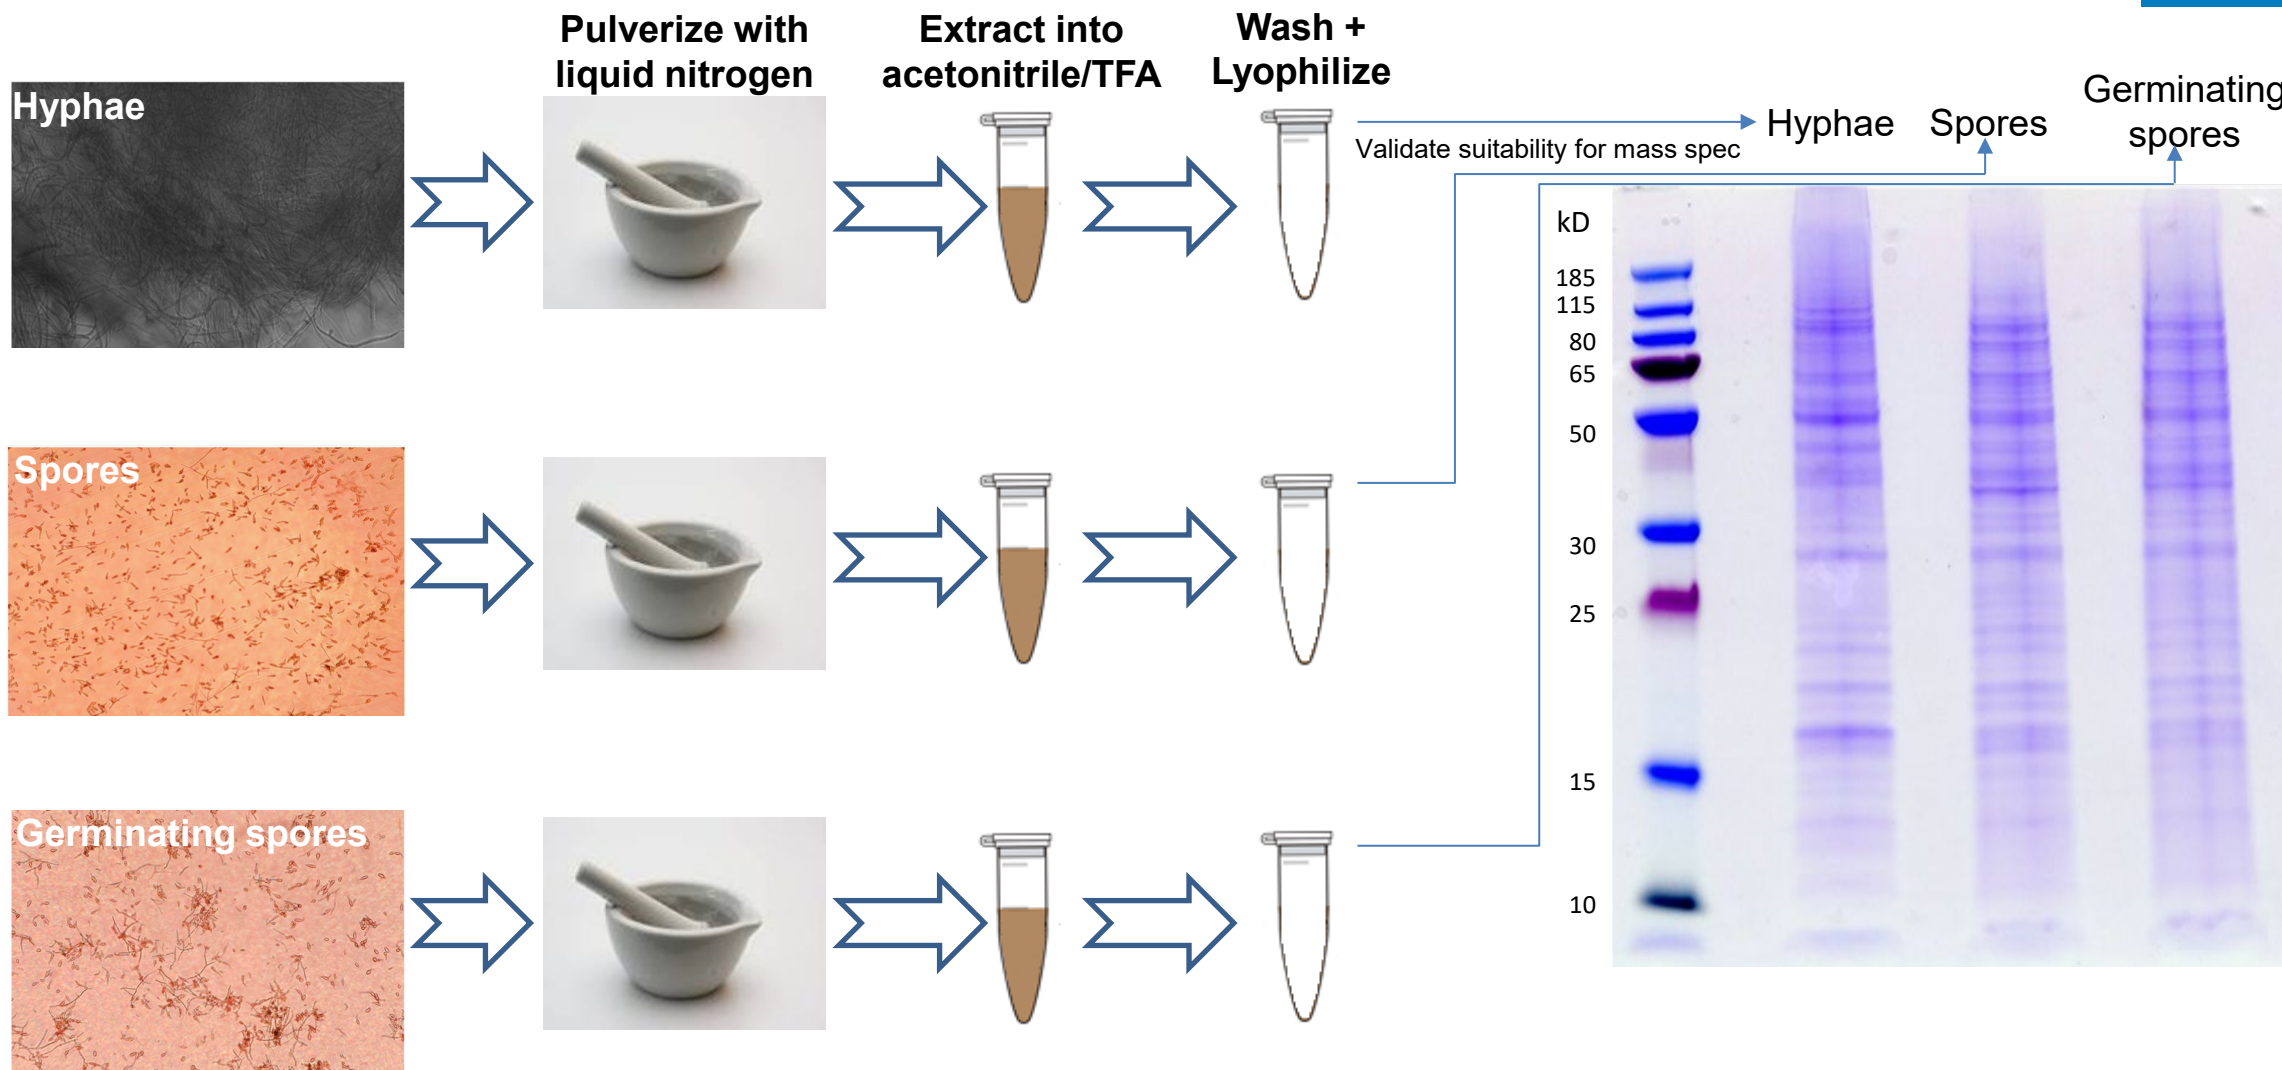 Pulverize with
liquid nitrogen
Extract into
acetonitrile/TFA
Wash +
Lyophilize
Hyphae
Validate suitability for mass spec
Hyphae
Spores
Germinating
spores
kD
185
115
80
65
50
30
25
15
10
Spores
Germinating spores